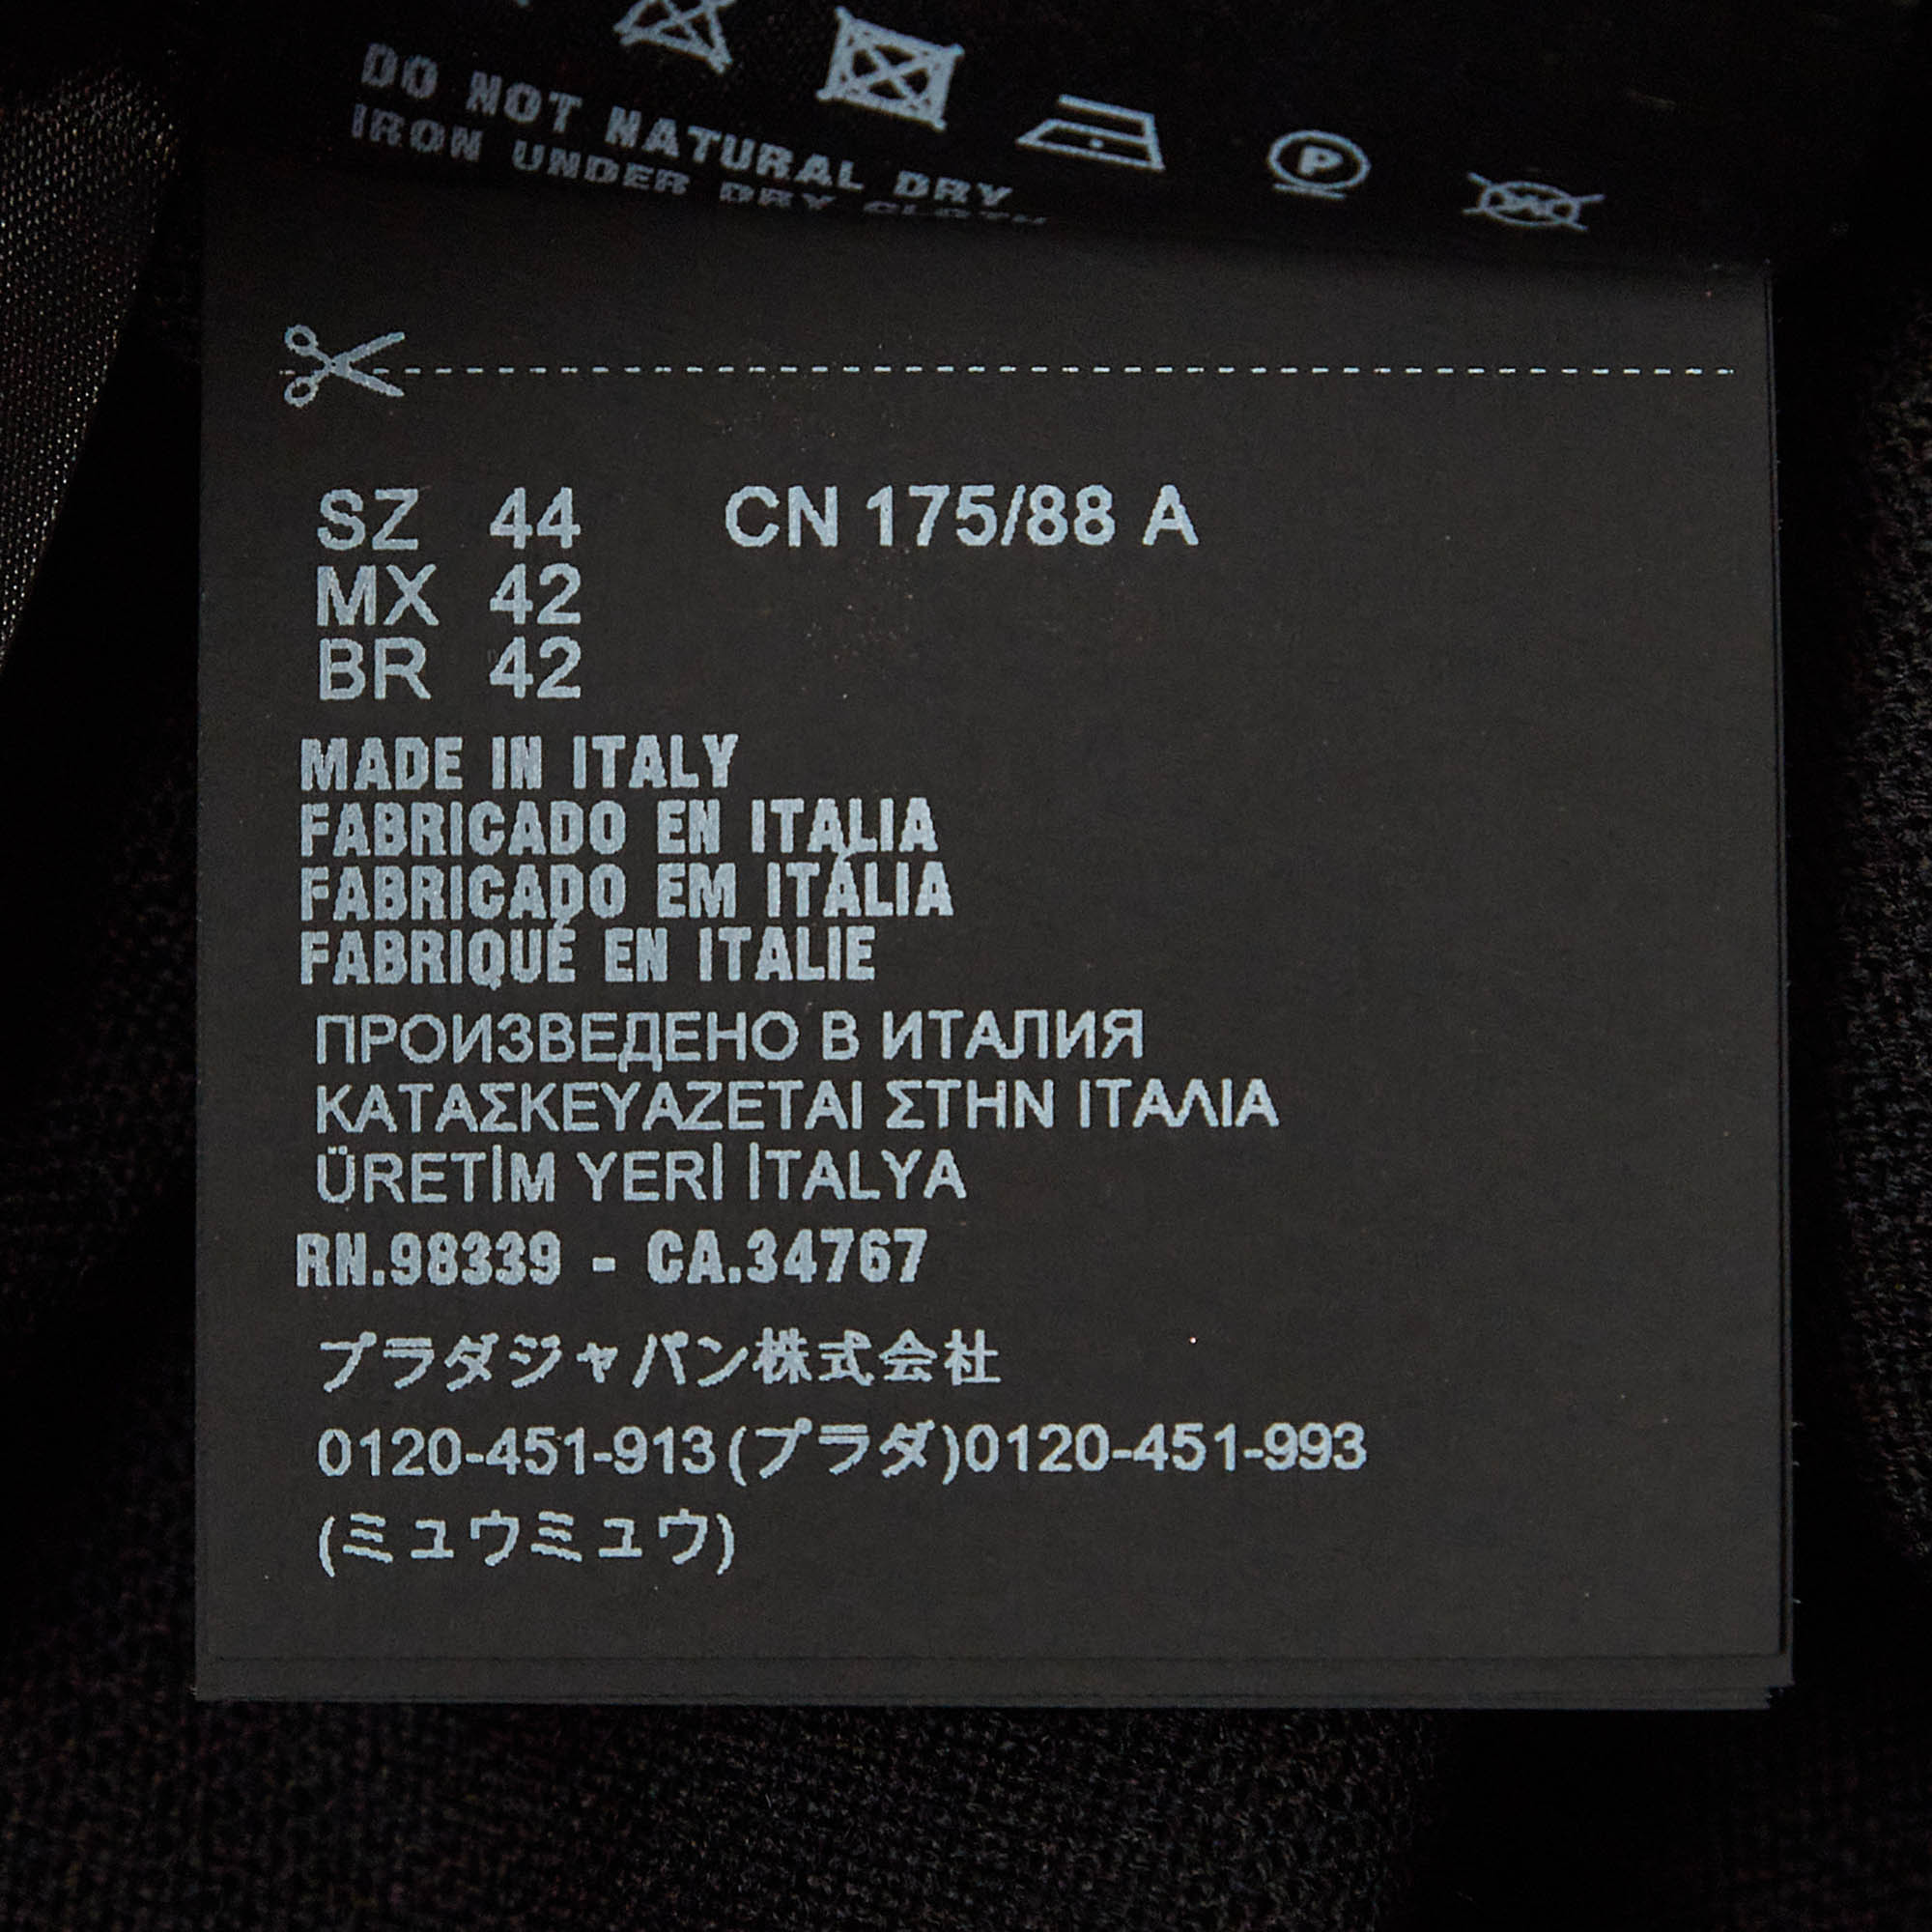 DO NOT NATURAL DRY
IRON UNDER DRY CLOTH
P
SZ 44 CN 175/88 A
MX 42
BR 42
MADE IN ITALY
FABRICADO EN ITALIA
FABRICADO EM ITÁLIA
FABRIQUÉ EN ITALIE
ПРОИЗВЕДЕНО В ИТАЛИЯ
ΚΑΤΑΣΚΕΥΑΖΕΤΑΙ ΣΤΗΝ ΙΤΑΛΙΑ
ÜRETİM YERİ İTALYA
RN.98339 - CA.34767
プラダジャパン株式会社
0120-451-913(プラダ)0120-451-993
(ミュウミュウ)